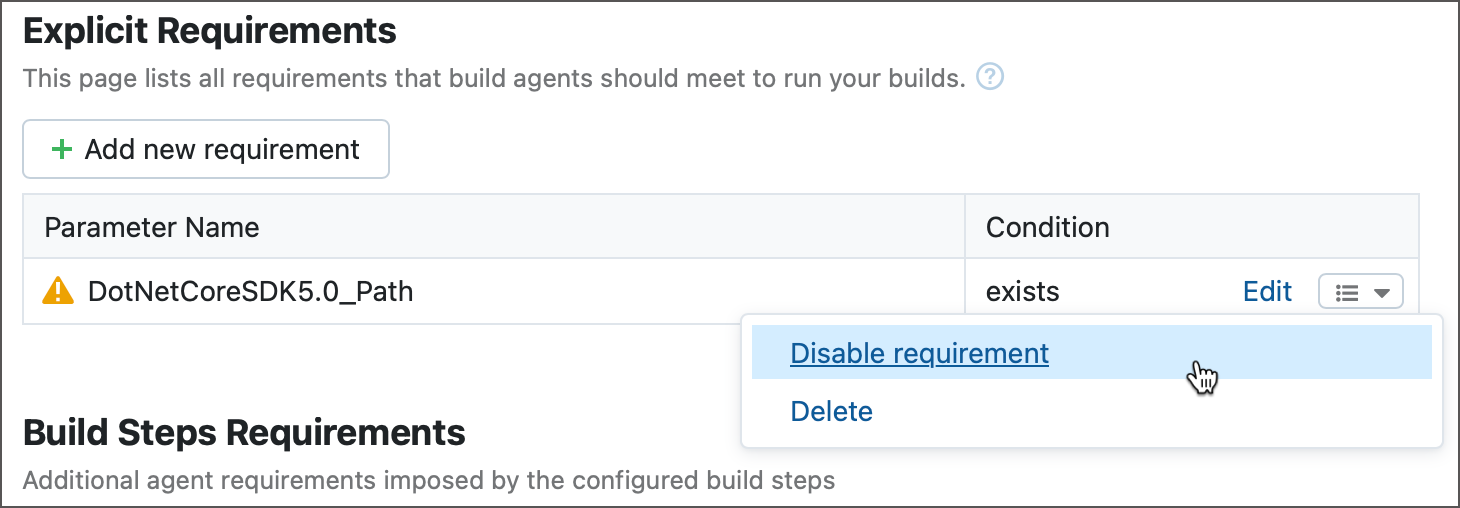 Explicit Requirements
This page lists all requirements that build agents should meet to run your builds. ?
+ Add new requirement
Parameter Name Condition
DotNetCoreSDK5.0_Path exists Edit
Disable requirement
Delete
Build Steps Requirements
Additional agent requirements imposed by the configured build steps